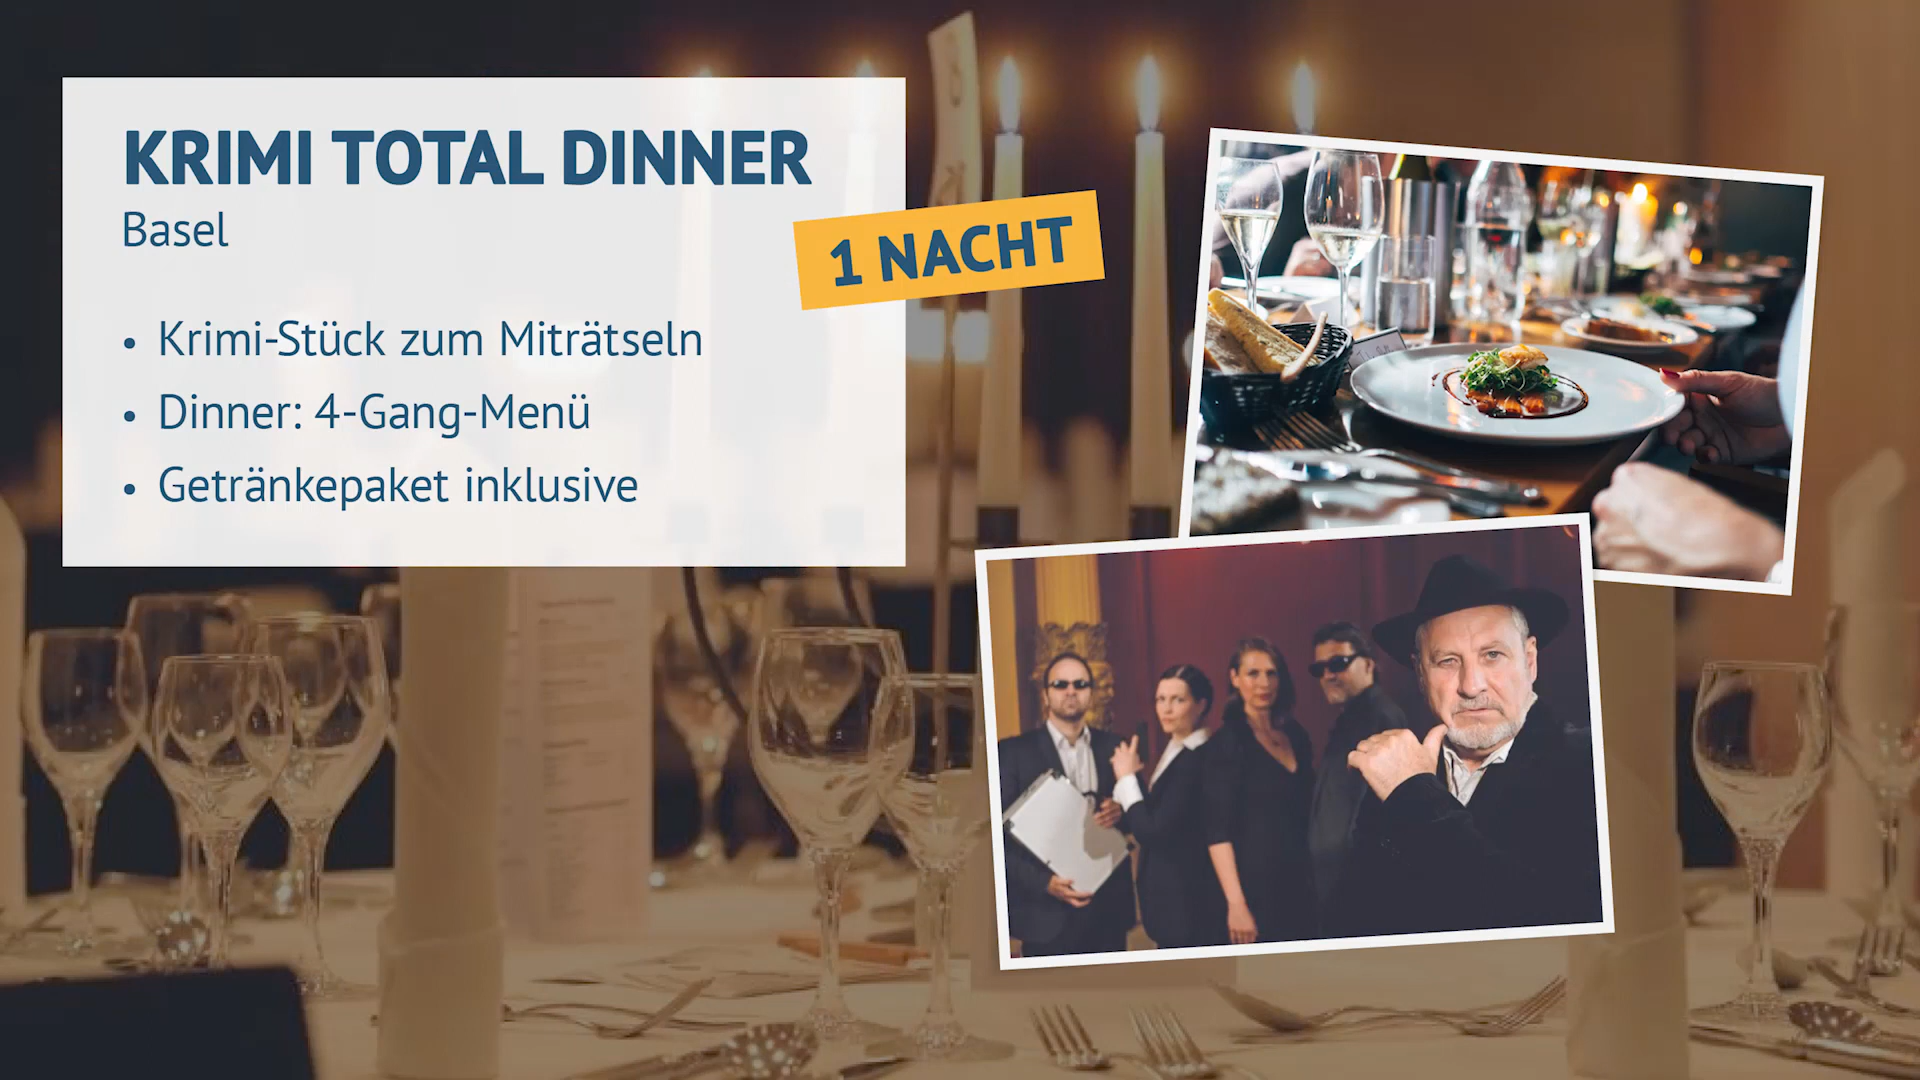 KRIMI TOTAL DINNER
Basel
1 NACHT
• Krimi-Stück zum Miträtseln
• Dinner: 4-Gang-Menü
• Getränkepaket inklusive